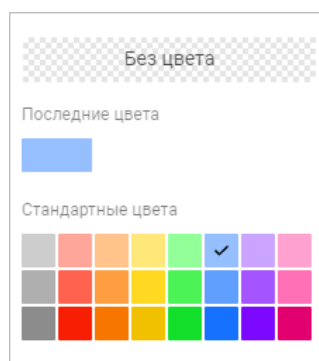 Без цвета
Последние цвета
Стандартные цвета